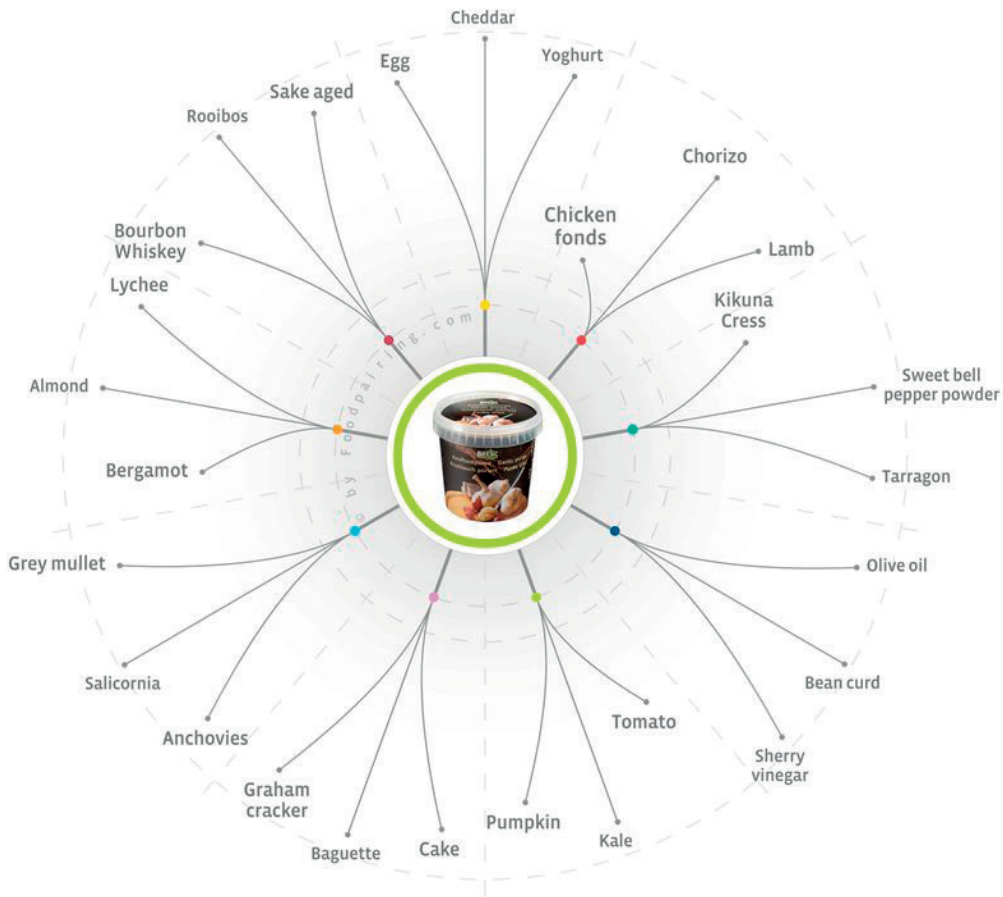 Cheddar
Egg
Yoghurt
Sake aged
Rooibos
Chorizo
Chicken
fonds
Bourbon
Whiskey
Lamb
Lychee
Kikuna
Cress
by Foodpairing.com
Almond
Sweet bell
pepper powder
Bergamot
Tarragon
Grey mullet
Olive oil
Salicornia
Bean curd
Anchovies
Tomato
Sherry
vinegar
Graham
cracker
Pumpkin
Kale
Baguette
Cake